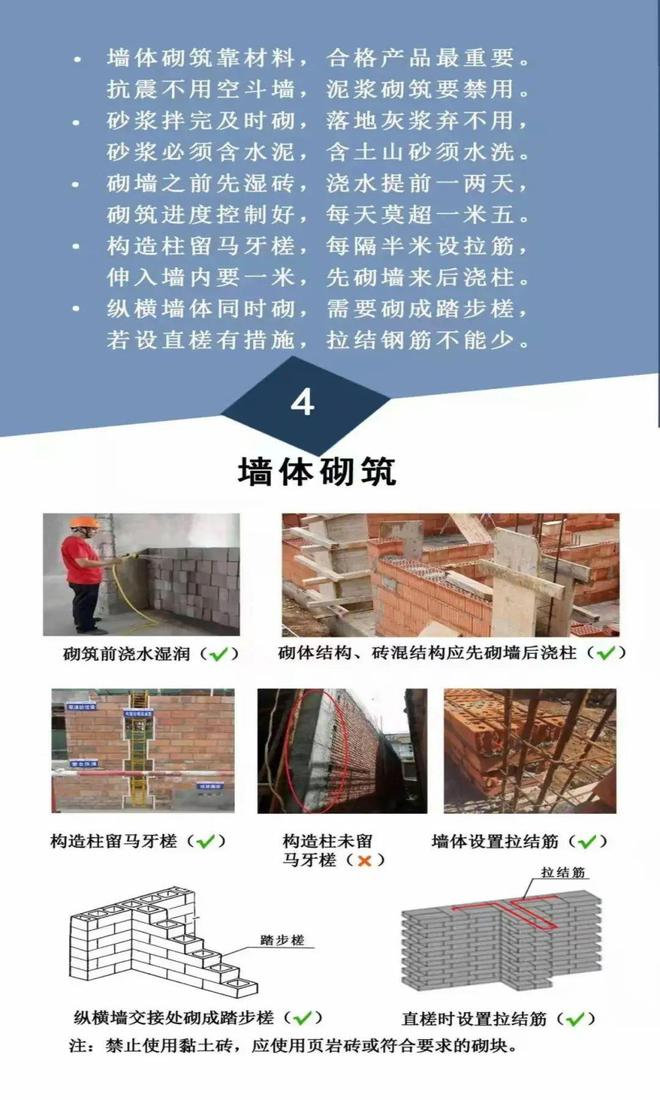 • 墙体砌筑靠材料，合格产品最重要。
抗震不用空斗墙，泥浆砌筑要禁用。
• 砂浆拌完及时砌，落地灰浆弃不用，
砂浆必须含水泥，含土山砂须水洗。
• 砌墙之前先湿砖，浇水提前一两天，
砌筑进度控制好，每天莫超一米五。
• 构造柱留马牙槎，每隔半米设拉筋，
伸入墙内要一米，先砌墙来后浇柱。
• 纵横墙体同时砌，需要砌成踏步槎，
若设直槎有措施，拉结钢筋不能少。
4
墙体砌筑
砌筑前浇水湿润（✓）
砌体结构、砖混结构应先砌墙后浇柱（✓）
构造柱留马牙槎（✓）
构造柱未留
马牙槎（×）
墙体设置拉结筋（✓）
拉结筋
踏步槎
纵横墙交接处砌成踏步槎（✓）
直槎时设置拉结筋（✓）
注：禁止使用黏土砖，应使用页岩砖或符合要求的砌块。